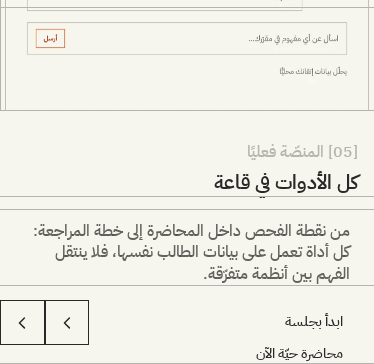 اسأل عن أي مفهوم في مقررك...
أرسل
يحلّل بيانات إتقانك محليًّا
[05] المنصّة فعليًا
كل الأدوات في قاعة
من نقطة الفحص داخل المحاضرة إلى خطة المراجعة:
كل أداة تعمل على بيانات الطالب نفسها، فلا ينتقل
الفهم بين أنظمة متفرّقة.
ابدأ بجلسة
محاضرة حيّة الآن